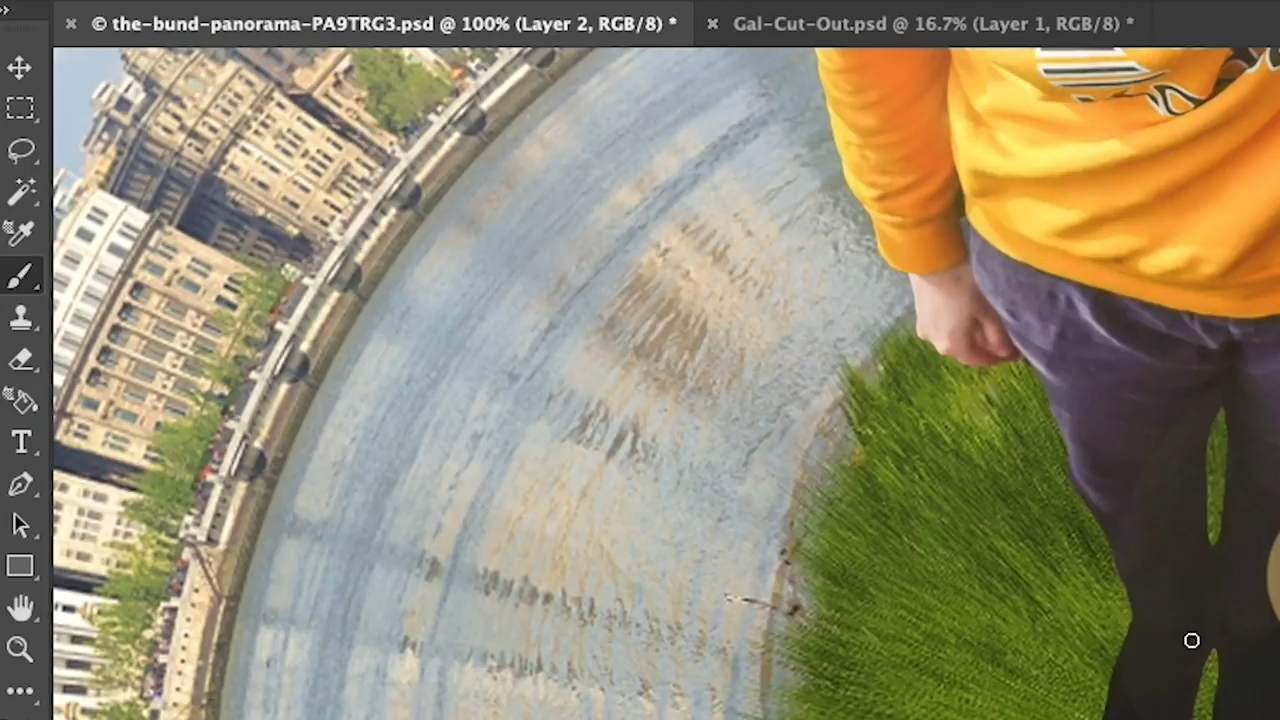 © the-bund-panorama-PA9TRG3.psd @ 100% (Layer 2, RGB/8) *
Gal-Cut-Out.psd @ 16.7% (Layer 1, RGB/8) *